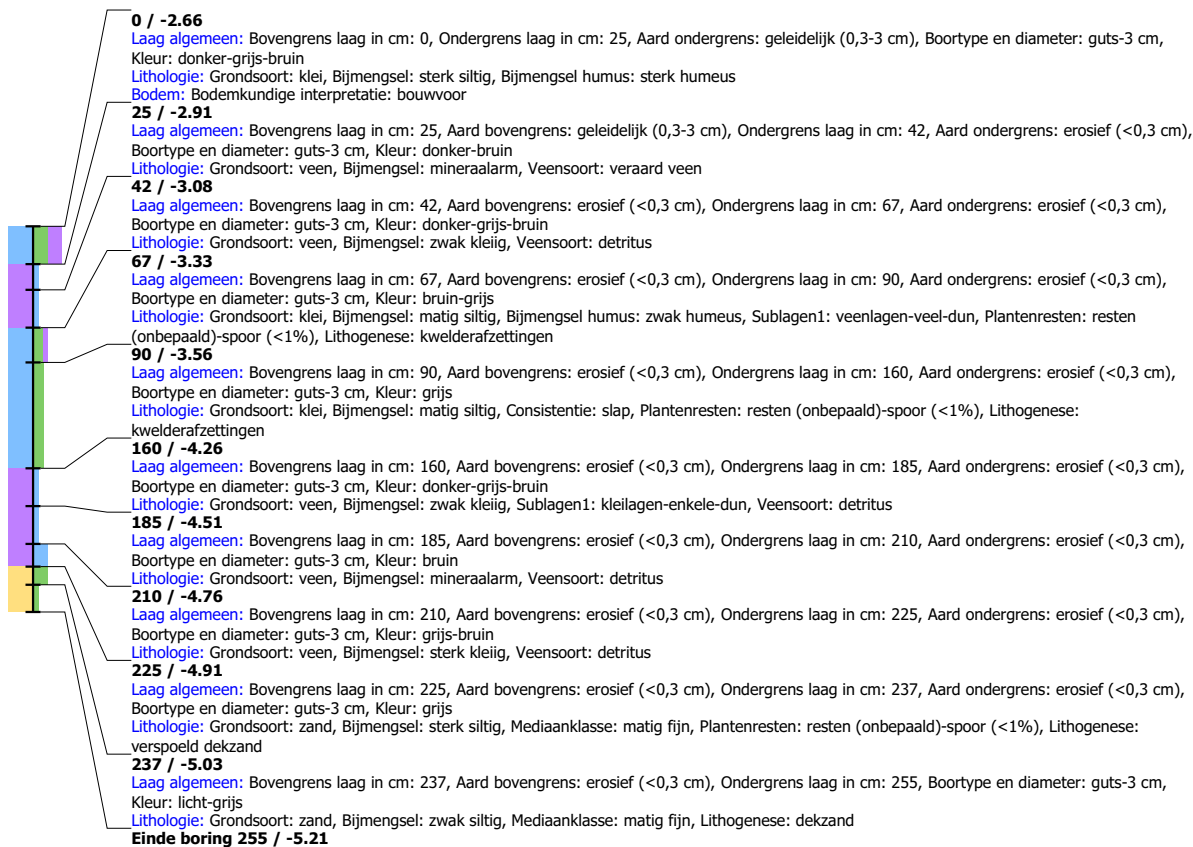 0 / -2.66
Laag algemeen: Bovengrens laag in cm: 0, Ondergrens laag in cm: 25, Aard ondergrens: geleidelijk (0,3-3 cm), Boortype en diameter: guts-3 cm,
Kleur: donker-grijs-bruin
Lithologie: Grondsoort: klei, Bijmengsel: sterk siltig, Bijmengsel humus: sterk humeus
Bodem: Bodemkundige interpretatie: bouwvoor
25 / -2.91
Laag algemeen: Bovengrens laag in cm: 25, Aard bovengrens: geleidelijk (0,3-3 cm), Ondergrens laag in cm: 42, Aard ondergrens: erosief (<0,3 cm),
Boortype en diameter: guts-3 cm, Kleur: donker-bruin
Lithologie: Grondsoort: veen, Bijmengsel: mineraalarm, Veensoort: veraard veen
42 / -3.08
Laag algemeen: Bovengrens laag in cm: 42, Aard bovengrens: erosief (<0,3 cm), Ondergrens laag in cm: 67, Aard ondergrens: erosief (<0,3 cm),
Boortype en diameter: guts-3 cm, Kleur: donker-grijs-bruin
Lithologie: Grondsoort: veen, Bijmengsel: zwak kleiig, Veensoort: detritus
67 / -3.33
Laag algemeen: Bovengrens laag in cm: 67, Aard bovengrens: erosief (<0,3 cm), Ondergrens laag in cm: 90, Aard ondergrens: erosief (<0,3 cm),
Boortype en diameter: guts-3 cm, Kleur: bruin-grijs
Lithologie: Grondsoort: klei, Bijmengsel: matig siltig, Bijmengsel humus: zwak humeus, Sublagen1: veenlagen-veel-dun, Plantenresten: resten
(onbepaald)-spoor (<1%), Lithogenese: kwelderafzettingen
90 / -3.56
Laag algemeen: Bovengrens laag in cm: 90, Aard bovengrens: erosief (<0,3 cm), Ondergrens laag in cm: 160, Aard ondergrens: erosief (<0,3 cm),
Boortype en diameter: guts-3 cm, Kleur: grijs
Lithologie: Grondsoort: klei, Bijmengsel: matig siltig, Consistentie: slap, Plantenresten: resten (onbepaald)-spoor (<1%), Lithogenese:
kwelderafzettingen
160 / -4.26
Laag algemeen: Bovengrens laag in cm: 160, Aard bovengrens: erosief (<0,3 cm), Ondergrens laag in cm: 185, Aard ondergrens: erosief (<0,3 cm),
Boortype en diameter: guts-3 cm, Kleur: donker-grijs-bruin
Lithologie: Grondsoort: veen, Bijmengsel: zwak kleiig, Sublagen1: kleilagen-enkele-dun, Veensoort: detritus
185 / -4.51
Laag algemeen: Bovengrens laag in cm: 185, Aard bovengrens: erosief (<0,3 cm), Ondergrens laag in cm: 210, Aard ondergrens: erosief (<0,3 cm),
Boortype en diameter: guts-3 cm, Kleur: bruin
Lithologie: Grondsoort: veen, Bijmengsel: mineraalarm, Veensoort: detritus
210 / -4.76
Laag algemeen: Bovengrens laag in cm: 210, Aard bovengrens: erosief (<0,3 cm), Ondergrens laag in cm: 225, Aard ondergrens: erosief (<0,3 cm),
Boortype en diameter: guts-3 cm, Kleur: grijs-bruin
Lithologie: Grondsoort: veen, Bijmengsel: sterk kleiig, Veensoort: detritus
225 / -4.91
Laag algemeen: Bovengrens laag in cm: 225, Aard bovengrens: erosief (<0,3 cm), Ondergrens laag in cm: 237, Aard ondergrens: erosief (<0,3 cm),
Boortype en diameter: guts-3 cm, Kleur: grijs
Lithologie: Grondsoort: zand, Bijmengsel: sterk siltig, Mediaanklasse: matig fijn, Plantenresten: resten (onbepaald)-spoor (<1%), Lithogenese:
verspoeld dekzand
237 / -5.03
Laag algemeen: Bovengrens laag in cm: 237, Aard bovengrens: erosief (<0,3 cm), Ondergrens laag in cm: 255, Boortype en diameter: guts-3 cm,
Kleur: licht-grijs
Lithologie: Grondsoort: zand, Bijmengsel: zwak siltig, Mediaanklasse: matig fijn, Lithogenese: dekzand
Einde boring 255 / -5.21